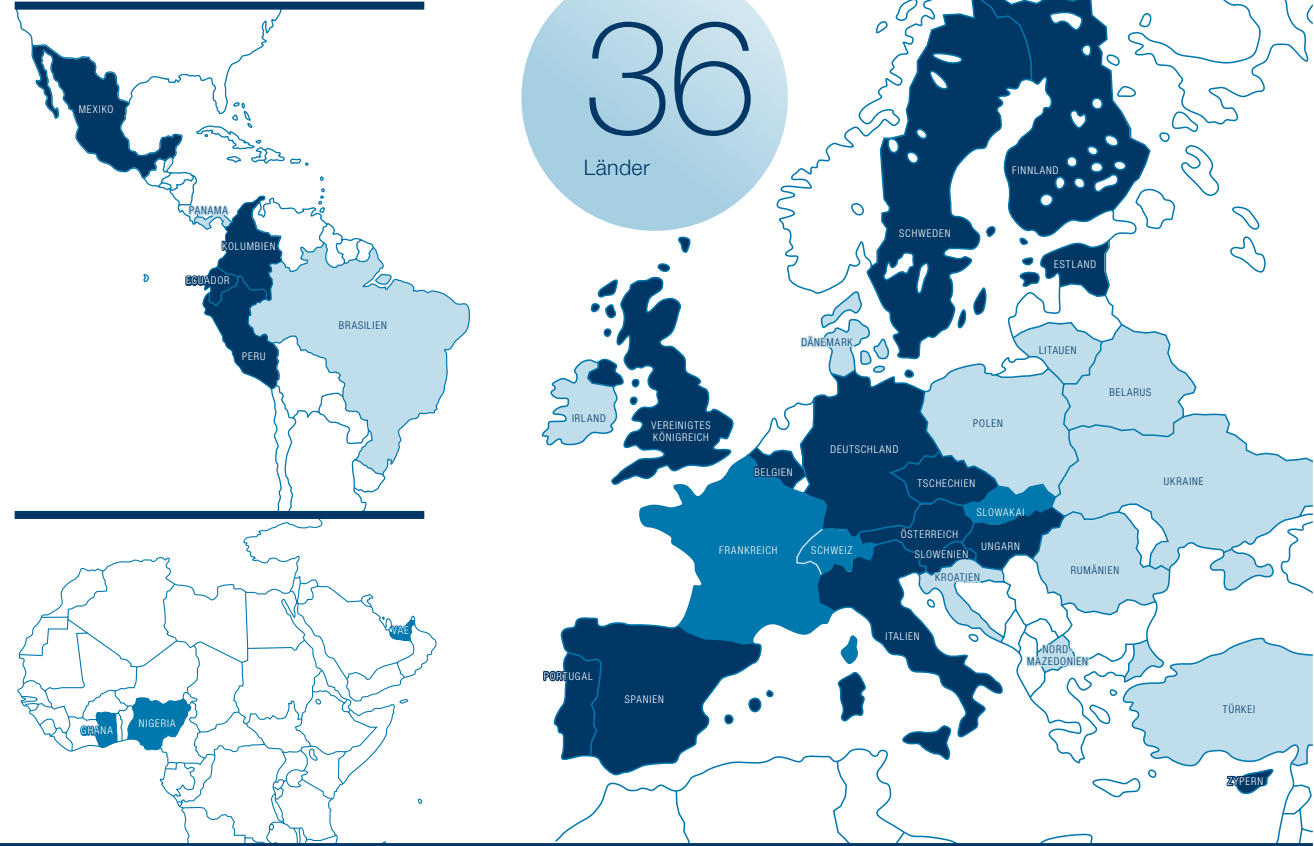 MEXIKO
PANAMA
KOLUMBIEN
ECUADOR
BRASILIEN
PERU
36
Länder
FINNLAND
SCHWEDEN
ESTLAND
DÄNEMARK
LITAUEN
BELARUS
IRLAND
VEREINIGTES
KÖNIGREICH
POLEN
DEUTSCHLAND
BELGIEN
TSCHECHIEN
UKRAINE
SLOWAKAI
ÖSTERREICH
FRANKREICH
SCHWEIZ
SLOWENIEN
UNGARN
RUMÄNIEN
KROATIEN
ITALIEN
NORD
MAZEDONIEN
PORTUGAL
SPANIEN
TÜRKEI
ZYPERN
VAE
GHANA
NIGERIA